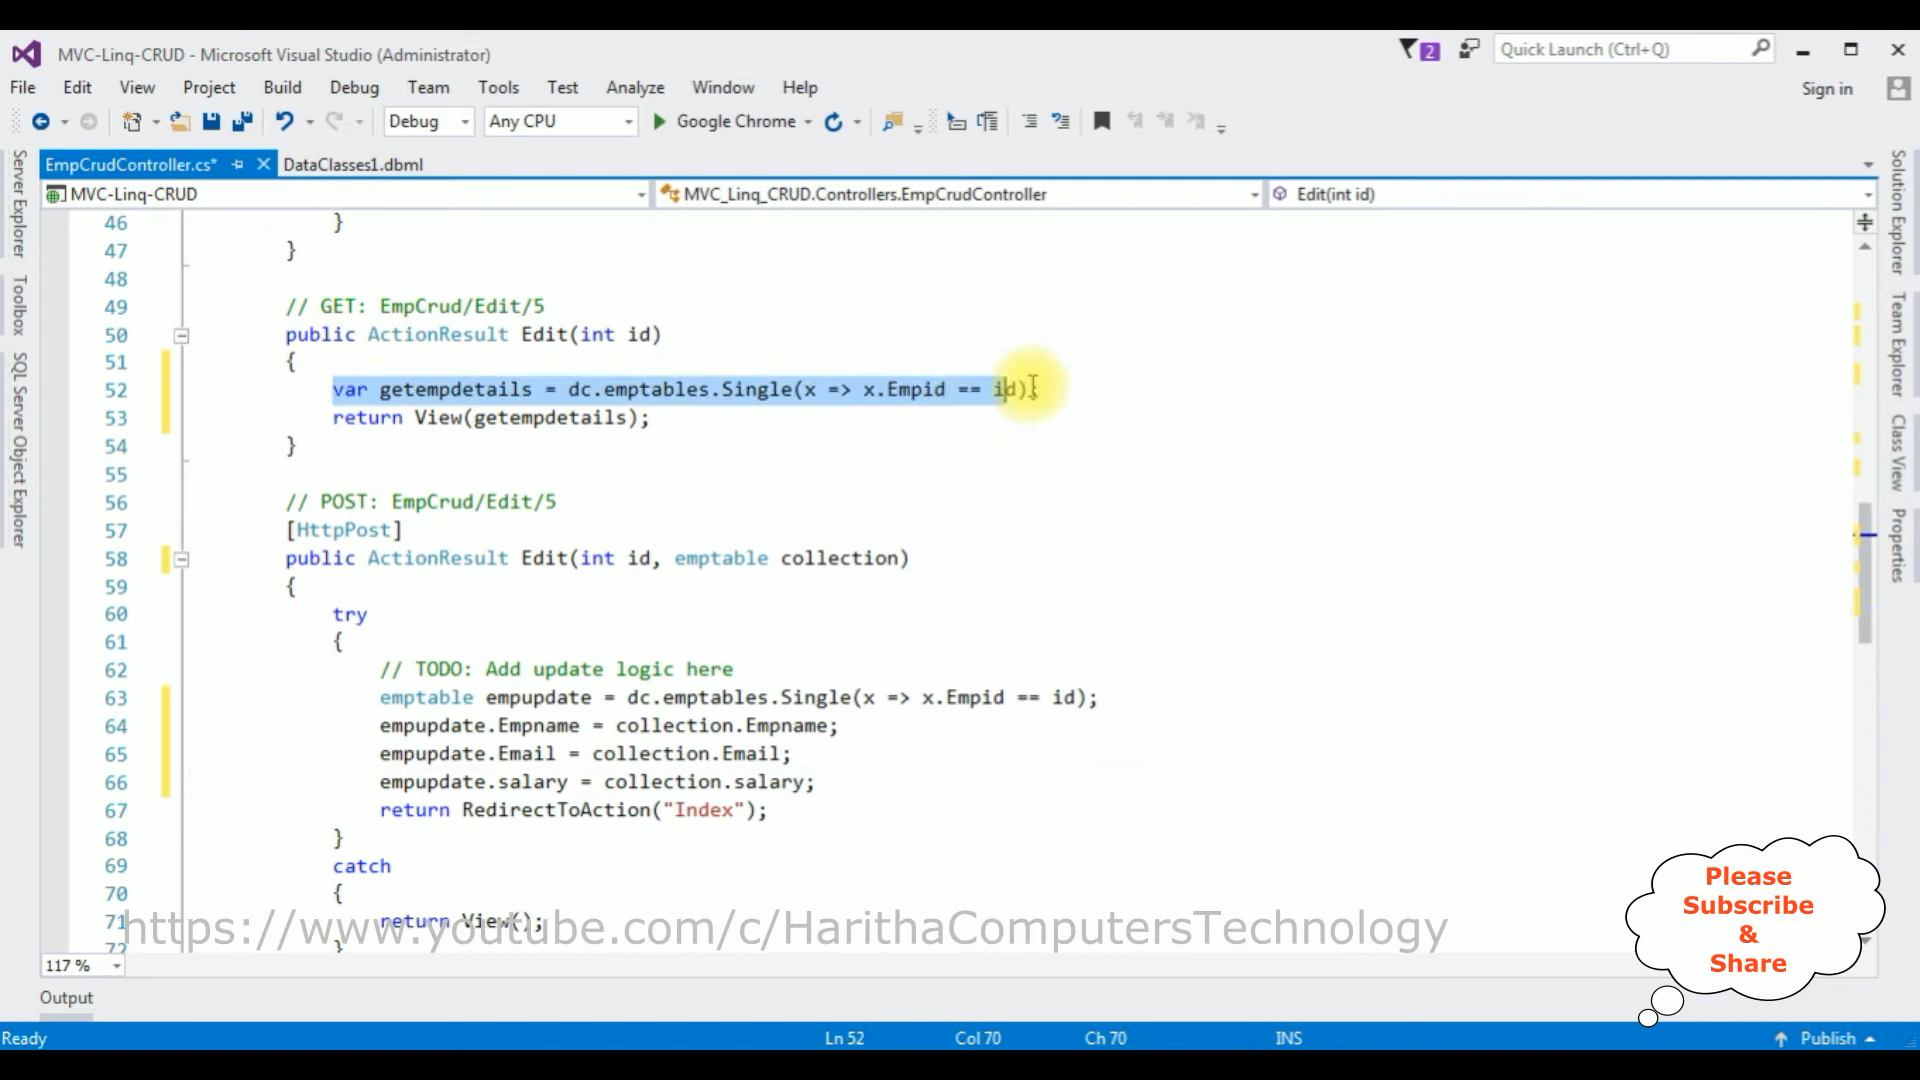 MVC-Linq-CRUD - Microsoft Visual Studio (Administrator)
2
Quick Launch (Ctrl+Q)
File Edit View Project Build Debug Team Tools Test Analyze Window Help
Sign in
Debug Any CPU Google Chrome
EmpCrudController.cs* DataClasses1.dbml
MVC-Linq-CRUD MVC_Linq_CRUD.Controllers.EmpCrudController Edit(int id)
Server Explorer
Toolbox
SQL Server Object Explorer
Solution Explorer
Team Explorer
Class View
Properties
46 }
47 }
48
49 // GET: EmpCrud/Edit/5
50 public ActionResult Edit(int id)
51 {
52 var getempdetails = dc.emptables.Single(x => x.Empid == id);
53 return View(getempdetails);
54 }
55
56 // POST: EmpCrud/Edit/5
57 [HttpPost]
58 public ActionResult Edit(int id, emptable collection)
59 {
60 try
61 {
62 // TODO: Add update logic here
63 emptable empupdate = dc.emptables.Single(x => x.Empid == id);
64 empupdate.Empname = collection.Empname;
65 empupdate.Email = collection.Email;
66 empupdate.salary = collection.salary;
67 return RedirectToAction("Index");
68 }
69 catch
70 {
71 return View();
72 }
https://www.youtube.com/c/HarithaComputersTechnology
Please
Subscribe
&
Share
117 %
Output
Ready Ln 52 Col 70 Ch 70 INS Publish